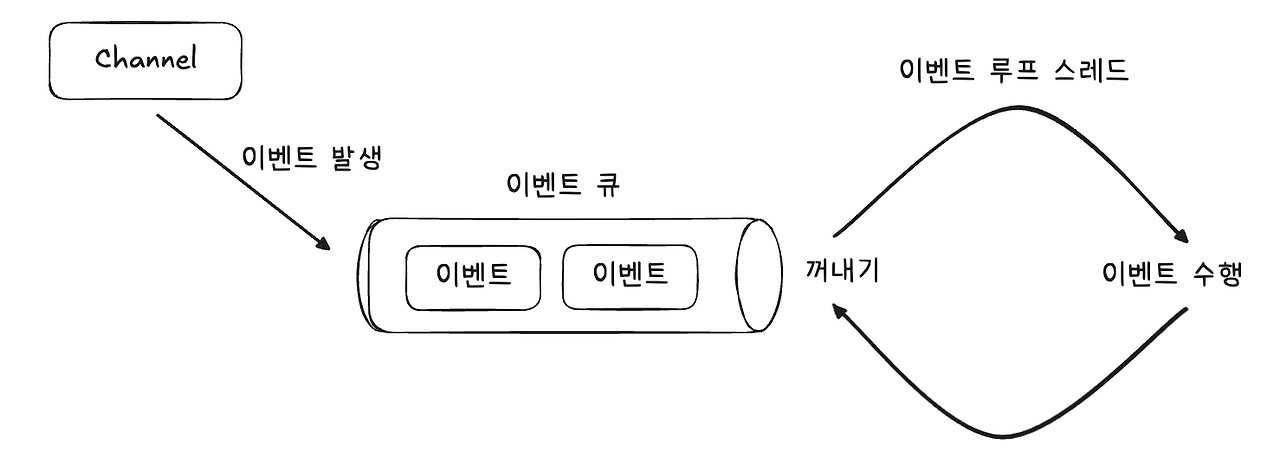 Channel
이벤트 발생
이벤트 큐
이벤트
이벤트
이벤트 루프 스레드
꺼내기
이벤트 수행